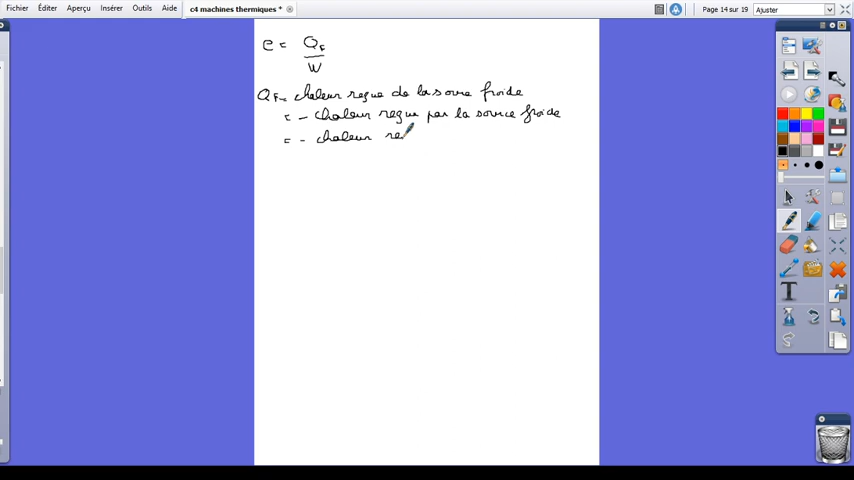 Fichier Éditer Aperçu Insérer Outils Aide c4 machines thermiques * Page 14 sur 19 Ajuster
e = Q_F
W
Q_F = chaleur reçue de la source froide
= - chaleur reçue par la source froide
= - chaleur re
T